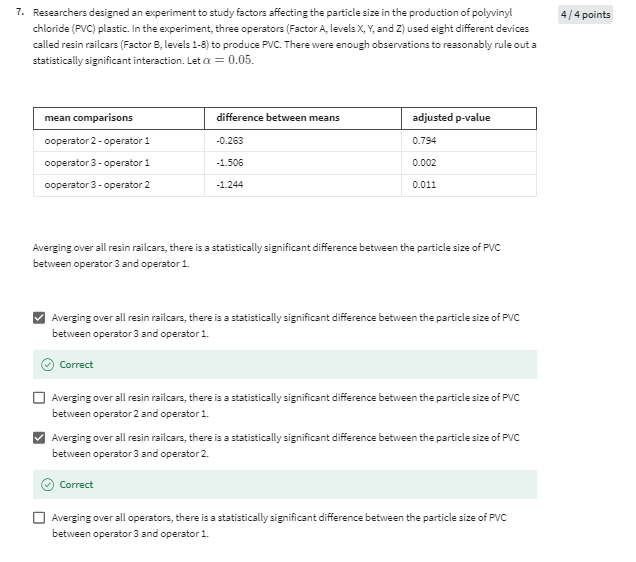 7. Researchers designed an experiment to study factors affecting the particle size in the production of polyvinyl
4 / 4 points
chloride (PVC) plastic. In the experiment, three operators (Factor A, levels X, Y, and Z) used eight different devices
called resin railcars (Factor B, levels 1-8) to produce PVC. There were enough observations to reasonably rule out a
statistically significant interaction. Let α = 0.05.
mean comparisons difference between means adjusted p-value
ooperator 2 - operator 1 -0.263 0.794
ooperator 3 - operator 1 -1.506 0.002
ooperator 3 - operator 2 -1.244 0.011
Averging over all resin railcars, there is a statistically significant difference between the particle size of PVC
between operator 3 and operator 1.
Averging over all resin railcars, there is a statistically significant difference between the particle size of PVC
between operator 3 and operator 1.
Correct
Averging over all resin railcars, there is a statistically significant difference between the particle size of PVC
between operator 2 and operator 1.
Averging over all resin railcars, there is a statistically significant difference between the particle size of PVC
between operator 3 and operator 2.
Correct
Averging over all operators, there is a statistically significant difference between the particle size of PVC
between operator 3 and operator 1.